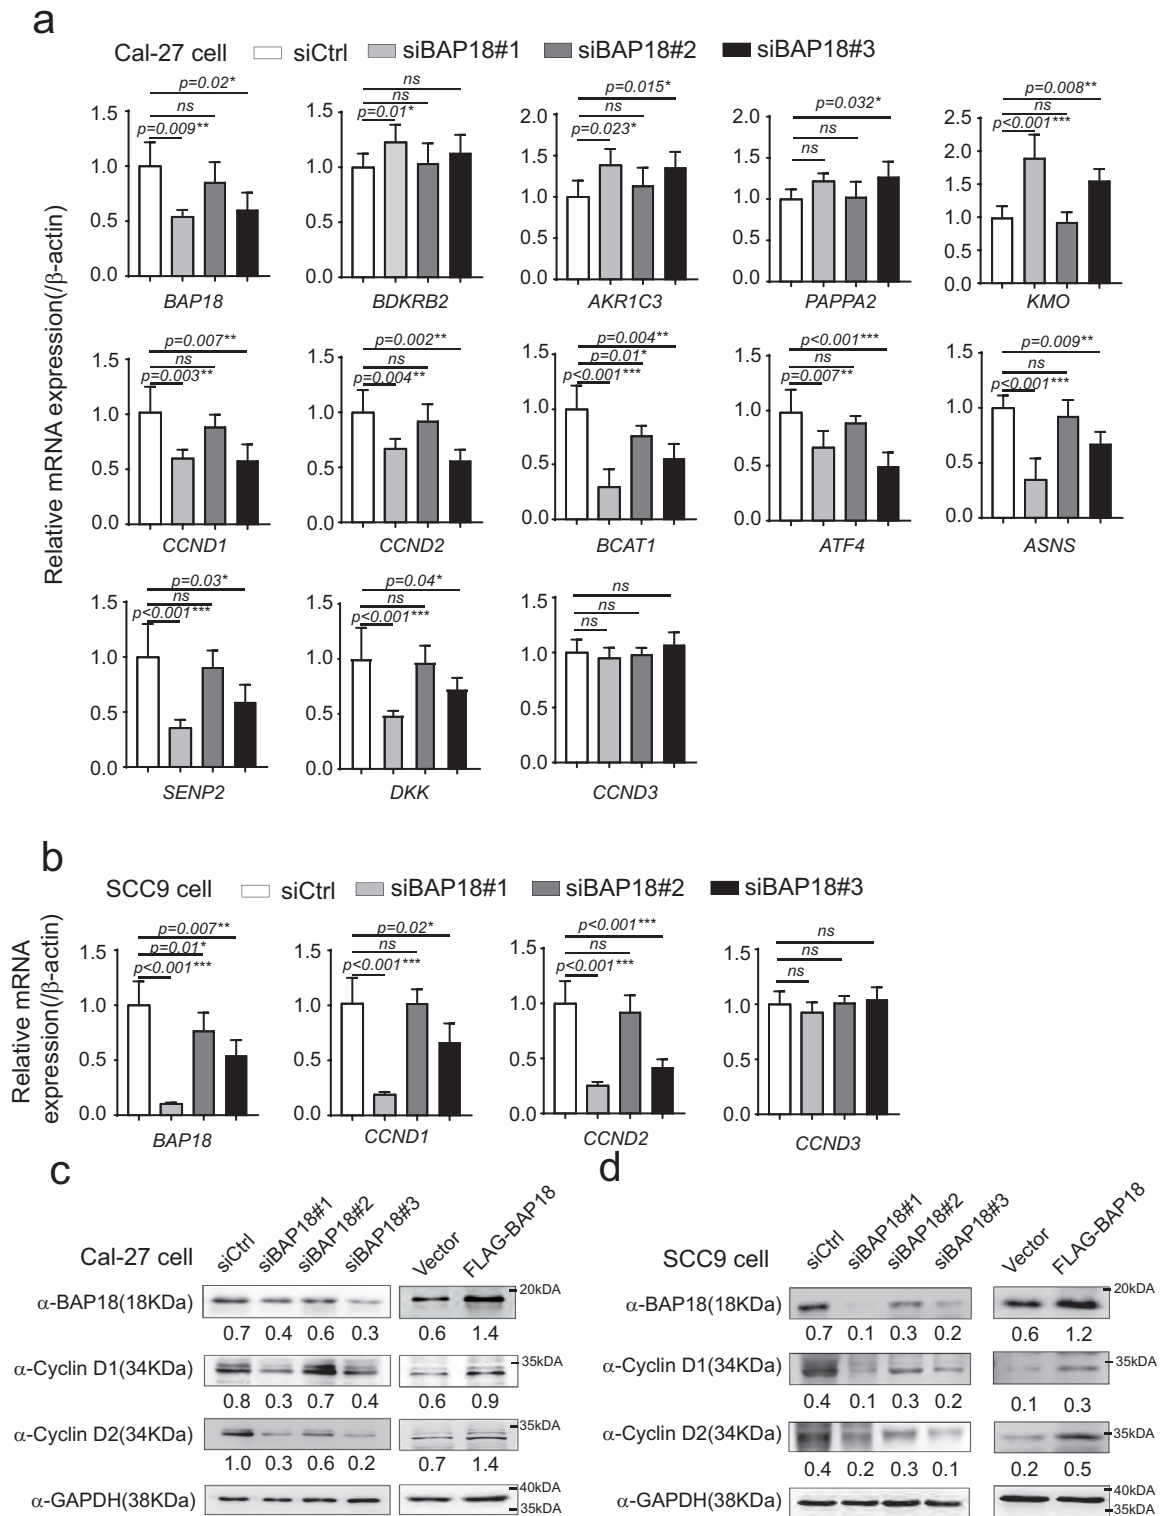 a
Cal-27 cell siCtrl siBAP18#1 siBAP18#2 siBAP18#3
Relative mRNA expression(/β-actin)
p=0.02*
ns
p=0.009**
1.5
1.0
0.5
0.0
BAP18
ns
ns
p=0.01*
1.5
1.0
0.5
0.0
BDKRB2
p=0.015*
ns
p=0.023*
2.0
1.5
1.0
0.5
0.0
AKR1C3
p=0.032*
ns
ns
2.0
1.5
1.0
0.5
0.0
PAPPA2
p=0.008**
ns
p<0.001***
2.5
2.0
1.5
1.0
0.5
0.0
KMO
p=0.007**
ns
p=0.003**
1.5
1.0
0.5
0.0
CCND1
p=0.002**
ns
p=0.004**
1.5
1.0
0.5
0.0
CCND2
p=0.004**
p=0.01*
p<0.001***
1.5
1.0
0.5
0.0
BCAT1
p<0.001***
ns
p=0.007**
1.5
1.0
0.5
0.0
ATF4
p=0.009**
ns
p<0.001***
1.5
1.0
0.5
0.0
ASNS
p=0.03*
ns
p<0.001***
1.5
1.0
0.5
0.0
SENP2
p=0.04*
ns
p<0.001***
1.5
1.0
0.5
0.0
DKK
ns
ns
ns
1.5
1.0
0.5
0.0
CCND3
b
SCC9 cell siCtrl siBAP18#1 siBAP18#2 siBAP18#3
Relative mRNA
expression(/β-actin)
p=0.007**
p=0.01*
p<0.001***
1.5
1.0
0.5
0.0
BAP18
p=0.02*
ns
p<0.001***
1.5
1.0
0.5
0.0
CCND1
p<0.001***
ns
p<0.001***
1.5
1.0
0.5
0.0
CCND2
ns
ns
ns
1.5
1.0
0.5
0.0
CCND3
c
Cal-27 cell siCtrl siBAP18#1 siBAP18#2 siBAP18#3 Vector FLAG-BAP18
α-BAP18(18KDa) 20kDA
0.7 0.4 0.6 0.3 0.6 1.4
α-Cyclin D1(34KDa) 35kDA
0.8 0.3 0.7 0.4 0.6 0.9
α-Cyclin D2(34KDa) 35kDA
1.0 0.3 0.6 0.2 0.7 1.4
α-GAPDH(38KDa) 40kDA
35kDA
d
SCC9 cell siCtrl siBAP18#1 siBAP18#2 siBAP18#3 Vector FLAG-BAP18
α-BAP18(18KDa) 20kDA
0.7 0.1 0.3 0.2 0.6 1.2
α-Cyclin D1(34KDa) 35kDA
0.4 0.1 0.3 0.2 0.1 0.3
α-Cyclin D2(34KDa) 35kDA
0.4 0.2 0.3 0.1 0.2 0.5
α-GAPDH(38KDa) 40kDA
35kDA